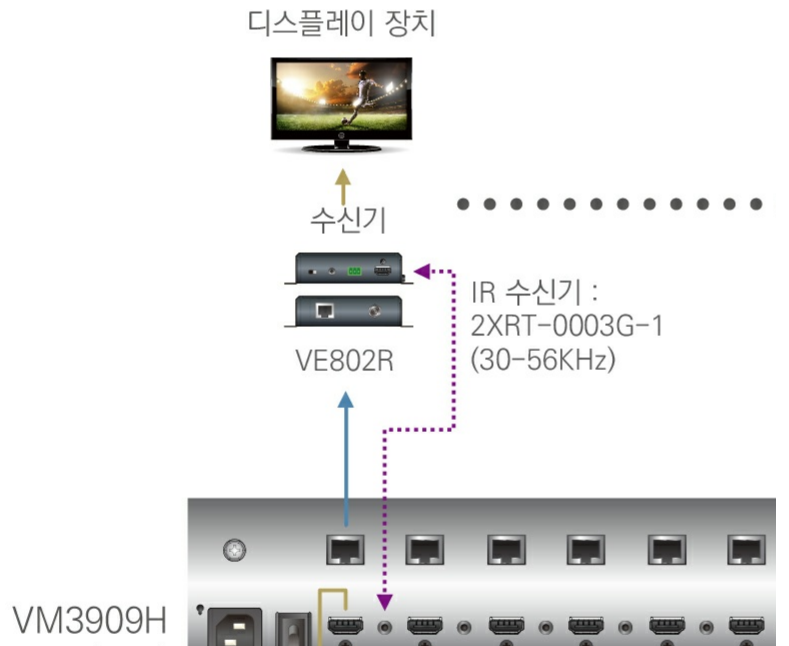 디스플레이 장치
수신기
IR 수신기 :
2XRT-0003G-1
(30-56KHz)
VE802R
VM3909H